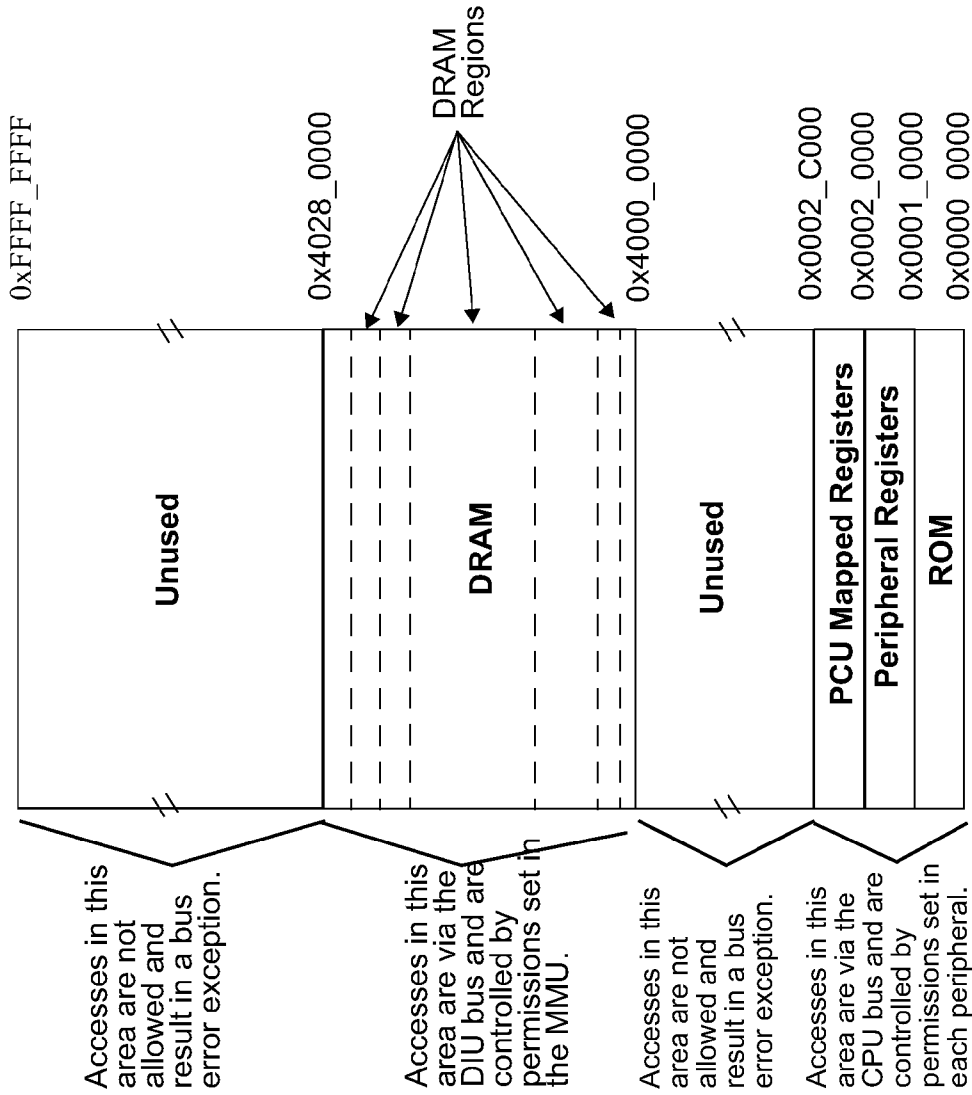 0xFFFF_FFFF
0x4028_0000
0x4000_0000
0x0002_C000
0x0002_0000
0x0001_0000
0x0000_0000
DRAM
Regions
Unused
DRAM
Unused
PCU Mapped Registers
Peripheral Registers
ROM
Accesses in this
area are not
allowed and
result in a bus
error exception.
Accesses in this
area are via the
DIU bus and are
controlled by
permissions set in
the MMU.
Accesses in this
area are not
allowed and
result in a bus
error exception.
Accesses in this
area are via the
CPU bus and are
controlled by
permissions set in
each peripheral.